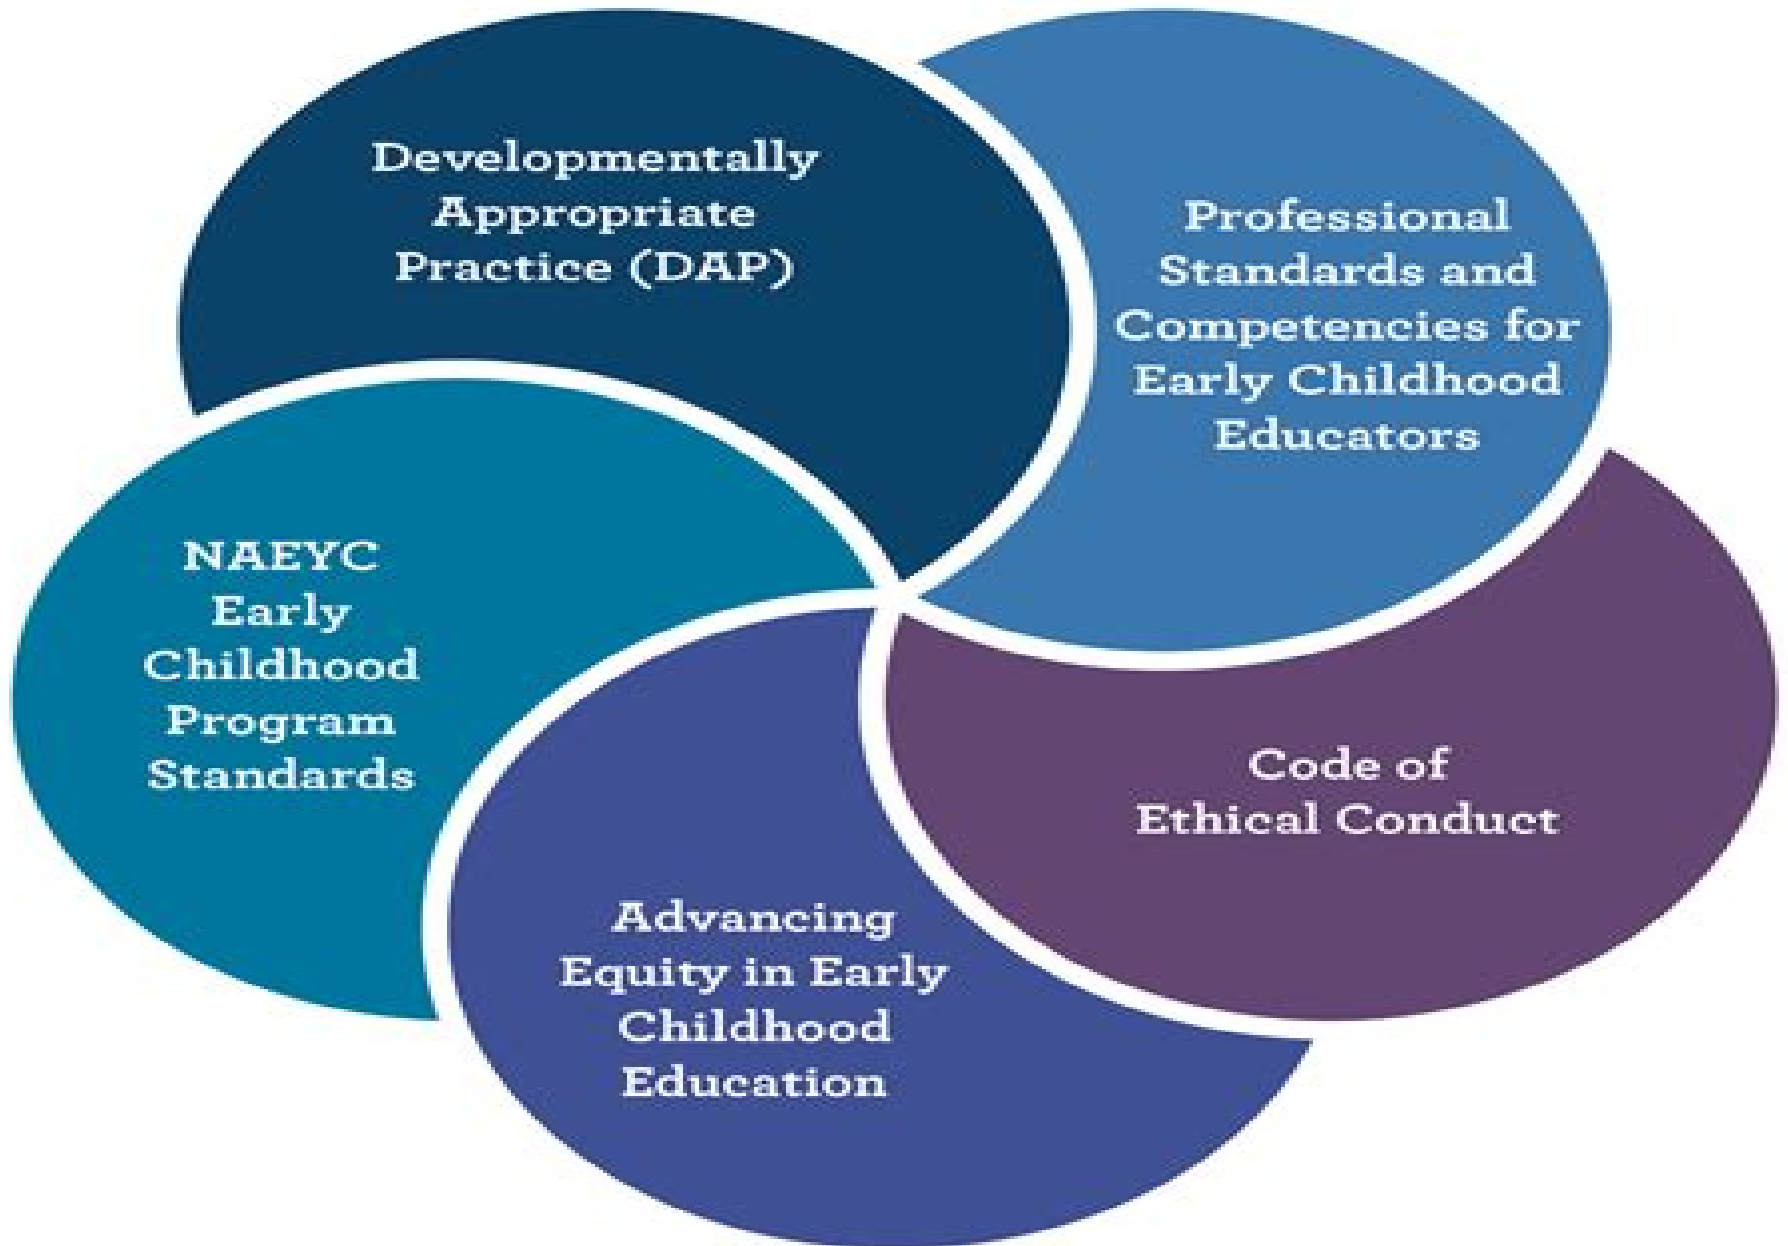 Developmentally
Appropriate
Practice (DAP)
Professional
Standards and
Competencies for
Early Childhood
Educators
NAEYC
Early
Childhood
Program
Standards
Code of
Ethical Conduct
Advancing
Equity in Early
Childhood
Education